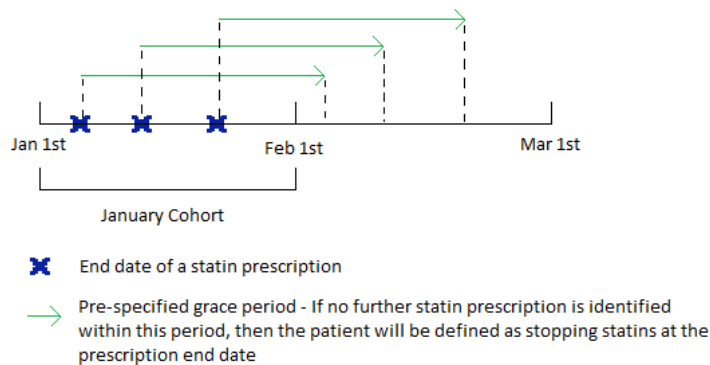 Jan 1st
Feb 1st
Mar 1st
January Cohort
End date of a statin prescription
Pre-specified grace period - If no further statin prescription is identified
within this period, then the patient will be defined as stopping statins at the
prescription end date